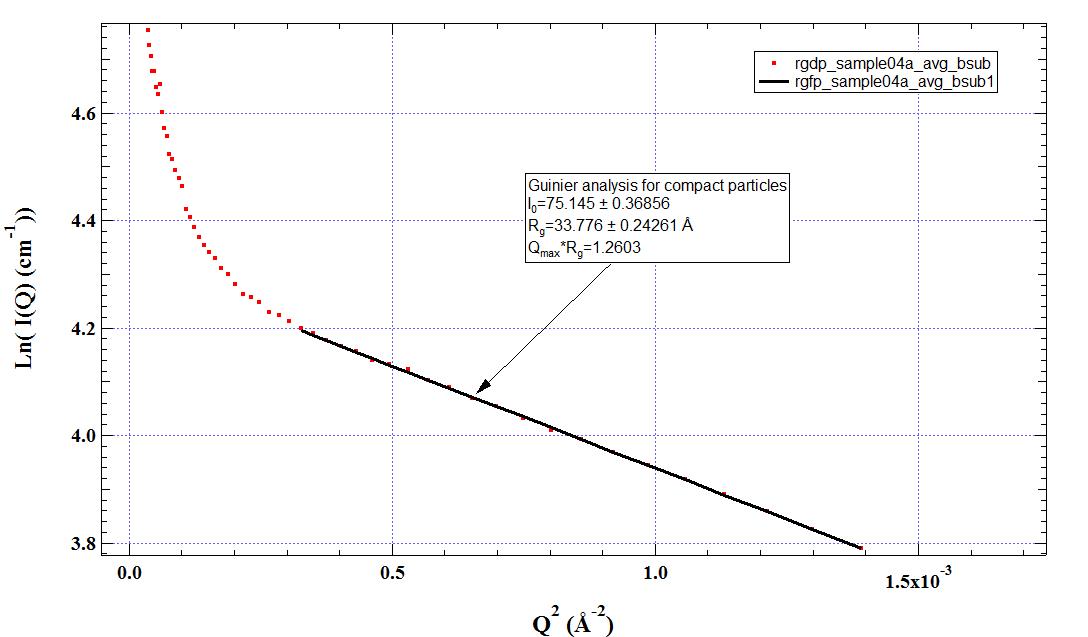 rgdp_sample04a_avg_bsub
rgfp_sample04a_avg_bsub1
4.6
4.4
4.2
4.0
3.8
Ln( I(Q) (cm⁻¹))
Guinier analysis for compact particles
I₀=75.145 ± 0.36856
R₉=33.776 ± 0.24261 Å
Qₘₐₓ*R₉=1.2603
0.0
0.5
1.0
1.5x10⁻³
Q² (Å⁻²)